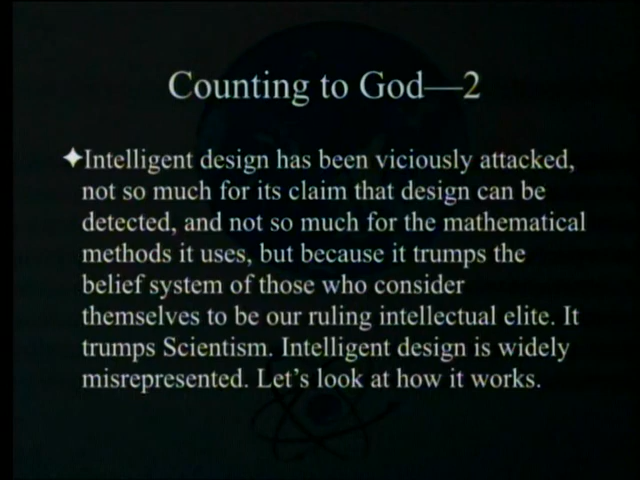 Counting to God—2
✦Intelligent design has been viciously attacked,
not so much for its claim that design can be
detected, and not so much for the mathematical
methods it uses, but because it trumps the
belief system of those who consider
themselves to be our ruling intellectual elite. It
trumps Scientism. Intelligent design is widely
misrepresented. Let's look at how it works.